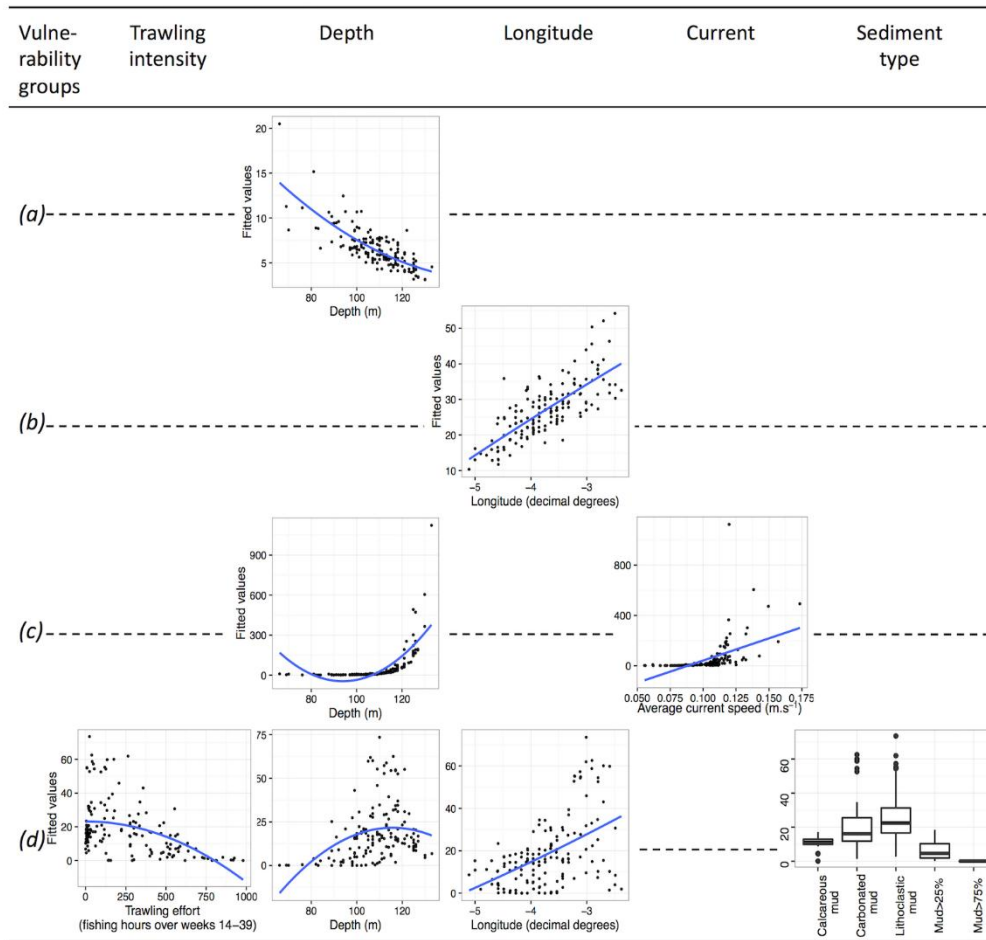 Vulne-
rability
groups
Trawling
intensity
Depth
Longitude
Current
Sediment
type
(a)
Fitted values
20
15
10
5
80 100 120
Depth (m)
(b)
Fitted values
50
40
30
20
10
−5 −4 −3
Longitude (decimal degrees)
(c)
Fitted values
900
600
300
0
80 100 120
Depth (m)
800
400
0
0.050 0.075 0.100 0.125 0.150 0.175
Average current speed (m.s⁻¹)
(d)
Fitted values
60
40
20
0
0 250 500 750 1000
Trawling effort
(fishing hours over weeks 14–39)
75
50
25
0
80 100 120
Depth (m)
80
60
40
20
0
−5 −4 −3
Longitude (decimal degrees)
60
40
20
0
Calcareous
mud
Carbonated
mud
Lithoclastic
mud
Mud>25%
Mud>75%